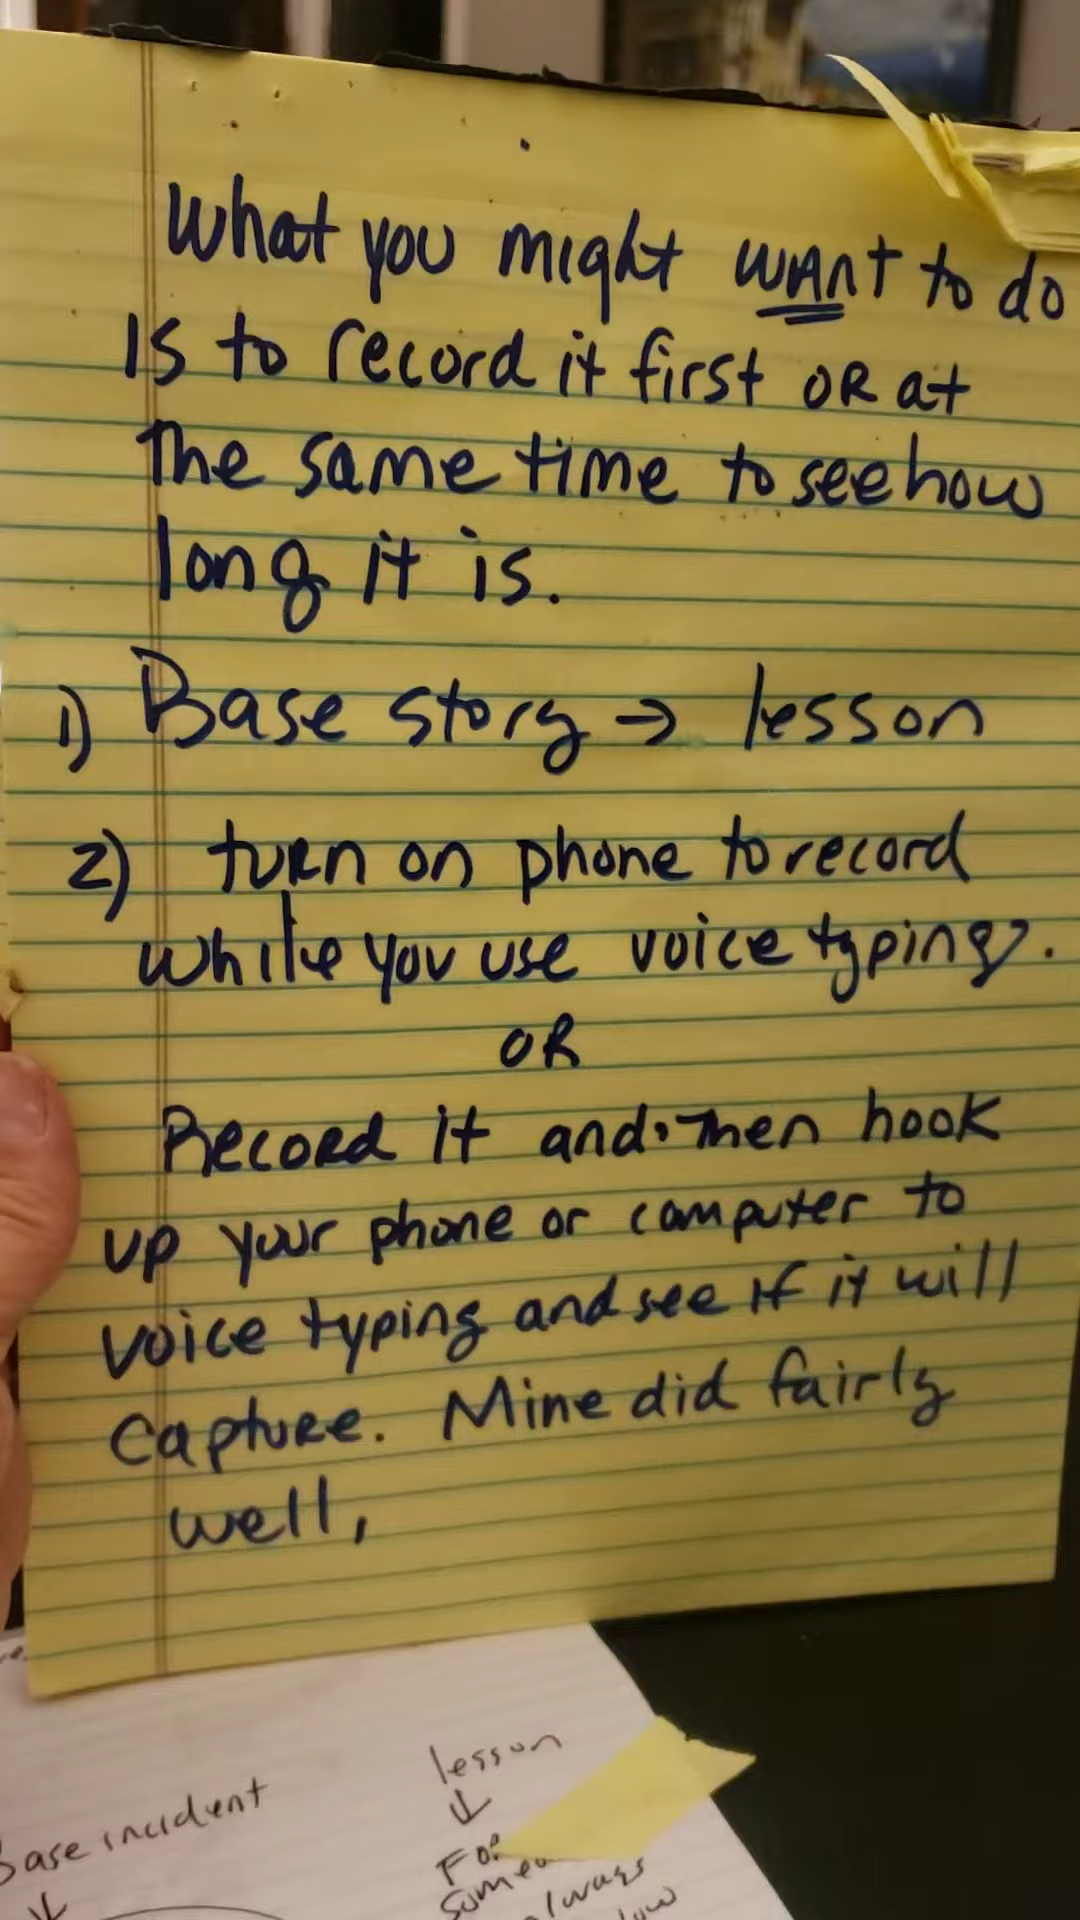 What you might WANT to do
is to record it first OR at
the same time to see how
long it is.
1) Base story → lesson
2) turn on phone to record
while you use voice typing.
OR
Record it and then hook
up your phone or computer to
voice typing and see if it will
capture. Mine did fairly
well,
lesson
↓
Base incident
↓
For
always